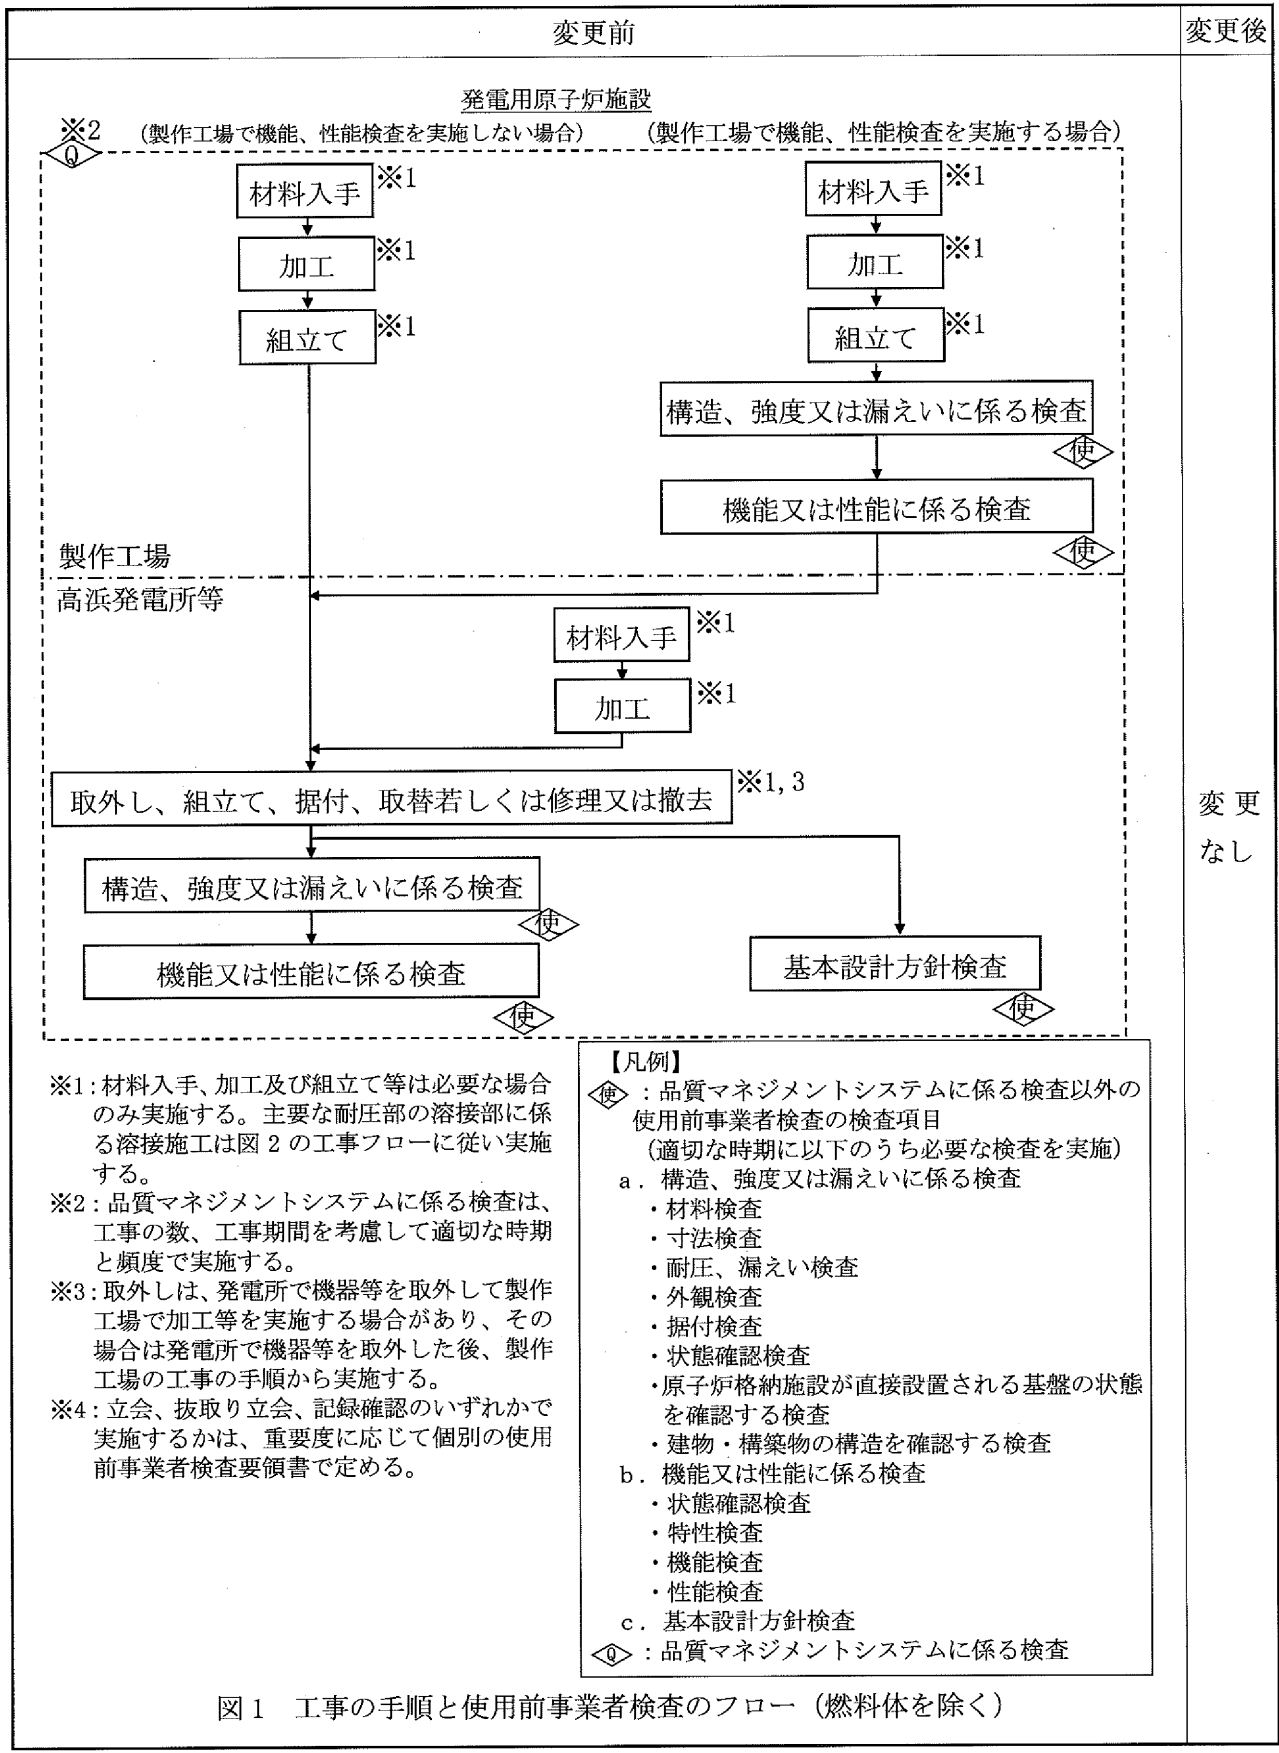 変更前
変更後
発電用原子炉施設
※2
(製作工場で機能、性能検査を実施しない場合)
(製作工場で機能、性能検査を実施する場合)
Q
材料入手
※1
材料入手
※1
加工
※1
加工
※1
組立て
※1
組立て
※1
構造、強度又は漏えいに係る検査
使
機能又は性能に係る検査
使
製作工場
高浜発電所等
材料入手
※1
加工
※1
取外し、組立て、据付、取替若しくは修理又は撤去
※1, 3
構造、強度又は漏えいに係る検査
使
機能又は性能に係る検査
使
基本設計方針検査
使
変更
なし
※1:材料入手、加工及び組立て等は必要な場合
のみ実施する。主要な耐圧部の溶接部に係
る溶接施工は図2の工事フローに従い実施
する。
※2:品質マネジメントシステムに係る検査は、
工事の数、工事期間を考慮して適切な時期
と頻度で実施する。
※3:取外しは、発電所で機器等を取外して製作
工場で加工等を実施する場合があり、その
場合は発電所で機器等を取外した後、製作
工場の工事の手順から実施する。
※4:立会、抜取り立会、記録確認のいずれかで
実施するかは、重要度に応じて個別の使用
前事業者検査要領書で定める。
【凡例】
使:品質マネジメントシステムに係る検査以外の
使用前事業者検査の検査項目
(適切な時期に以下のうち必要な検査を実施)
a.構造、強度又は漏えいに係る検査
・材料検査
・寸法検査
・耐圧、漏えい検査
・外観検査
・据付検査
・状態確認検査
・原子炉格納施設が直接設置される基盤の状態
を確認する検査
・建物・構築物の構造を確認する検査
b.機能又は性能に係る検査
・状態確認検査
・特性検査
・機能検査
・性能検査
c.基本設計方針検査
Q:品質マネジメントシステムに係る検査
図1 工事の手順と使用前事業者検査のフロー(燃料体を除く)